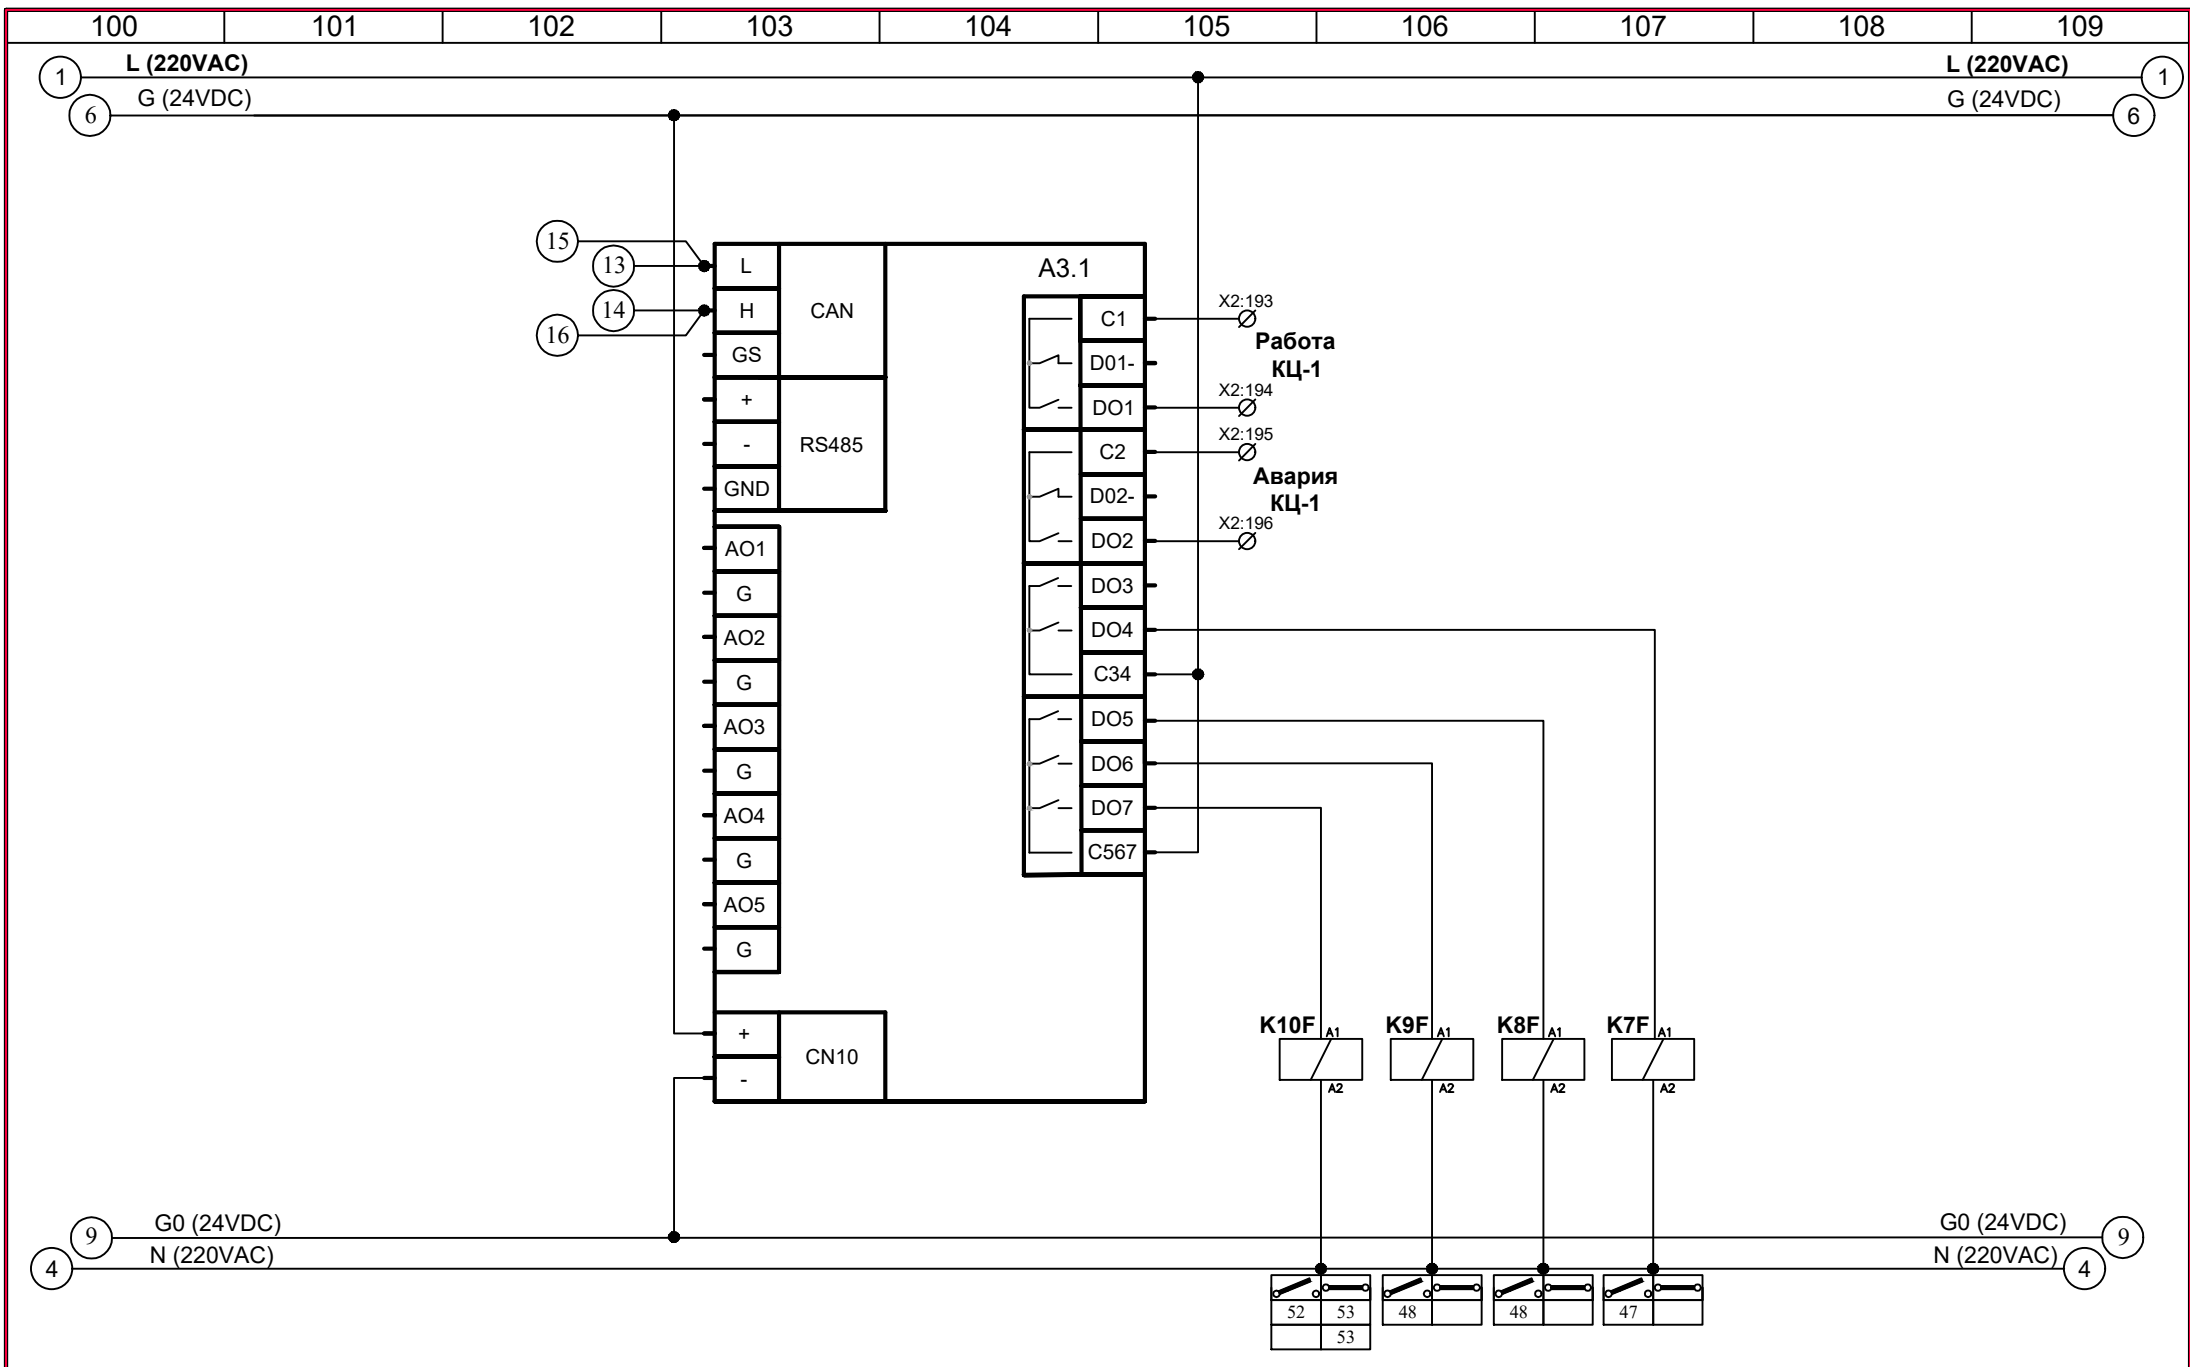 100 101 102 103 104 105 106 107 108 109
1 L (220VAC) L (220VAC) 1
6 G (24VDC) G (24VDC) 6
15
13
14
16
L
H
GS
CAN
+
-
GND
RS485
AO1
G
AO2
G
AO3
G
AO4
G
AO5
G
+
-
CN10
A3.1
C1
D01-
DO1
C2
D02-
DO2
DO3
DO4
C34
DO5
DO6
DO7
C567
X2:193
Работа
КЦ-1
X2:194
X2:195
Авария
КЦ-1
X2:196
K10F A1
A2
K9F A1
A2
K8F A1
A2
K7F A1
A2
9 G0 (24VDC) G0 (24VDC) 9
4 N (220VAC) N (220VAC) 4
52 53 48 48 47
53